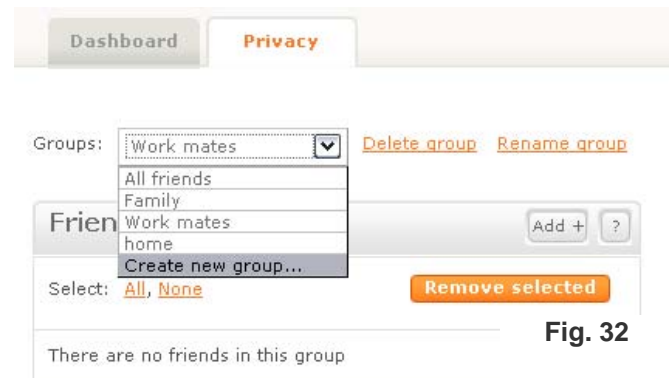 Dashboard Privacy
Groups: Work mates Delete group Rename group
All friends
Family
Work mates
home
Create new group...
Frien Add + ?
Select: All, None Remove selected
Fig. 32
There are no friends in this group